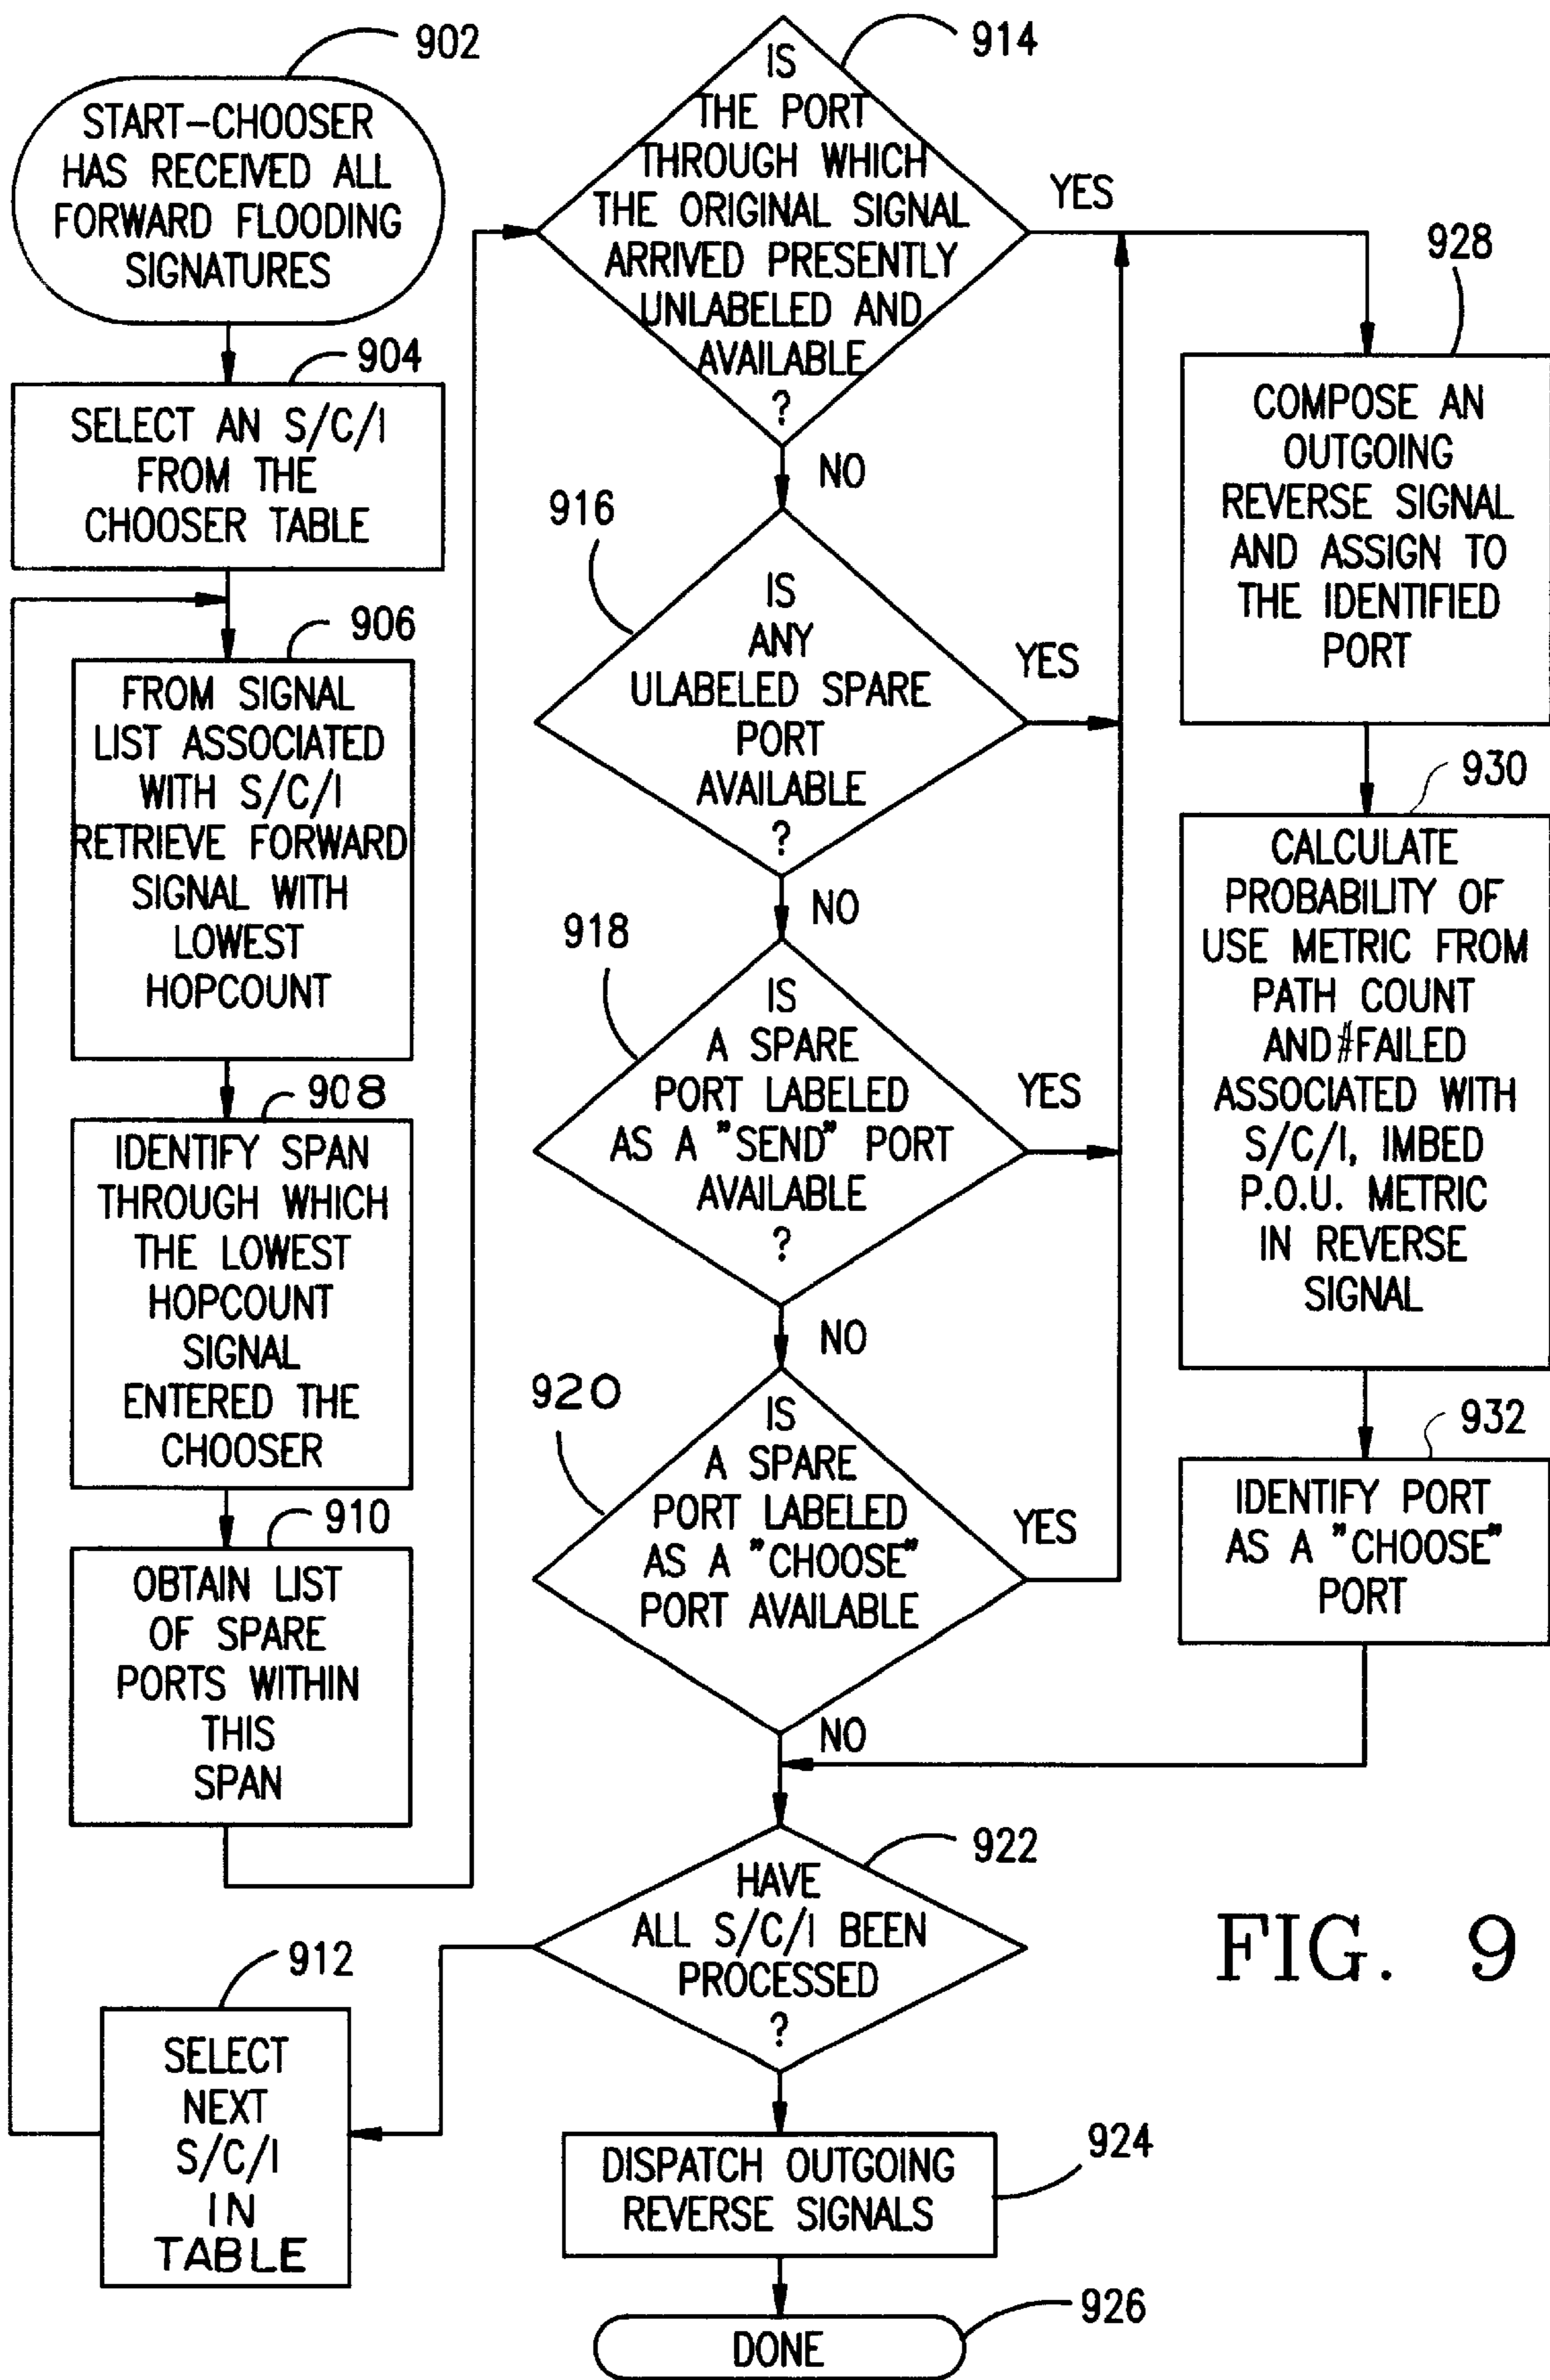 902
START-CHOOSER
HAS RECEIVED ALL
FORWARD FLOODING
SIGNATURES
904
SELECT AN S/C/I
FROM THE
CHOOSER TABLE
906
FROM SIGNAL
LIST ASSOCIATED
WITH S/C/I
RETRIEVE FORWARD
SIGNAL WITH
LOWEST
HOPCOUNT
908
IDENTIFY SPAN
THROUGH WHICH
THE LOWEST
HOPCOUNT
SIGNAL
ENTERED THE
CHOOSER
910
OBTAIN LIST
OF SPARE
PORTS WITHIN
THIS
SPAN
912
SELECT
NEXT
S/C/I
IN
TABLE
914
IS
THE PORT
THROUGH WHICH
THE ORIGINAL SIGNAL
ARRIVED PRESENTLY
UNLABELED AND
AVAILABLE
?
YES
NO
916
IS
ANY
ULABELED SPARE
PORT
AVAILABLE
?
YES
NO
918
IS
A SPARE
PORT LABELED
AS A "SEND" PORT
AVAILABLE
?
YES
NO
920
IS
A SPARE
PORT LABELED
AS A "CHOOSE"
PORT AVAILABLE
YES
NO
922
HAVE
ALL S/C/I BEEN
PROCESSED
?
924
DISPATCH OUTGOING
REVERSE SIGNALS
926
DONE
928
COMPOSE AN
OUTGOING
REVERSE SIGNAL
AND ASSIGN TO
THE IDENTIFIED
PORT
930
CALCULATE
PROBABILITY OF
USE METRIC FROM
PATH COUNT
AND #FAILED
ASSOCIATED WITH
S/C/I, IMBED
P.O.U. METRIC
IN REVERSE
SIGNAL
932
IDENTIFY PORT
AS A "CHOOSE"
PORT
FIG. 9